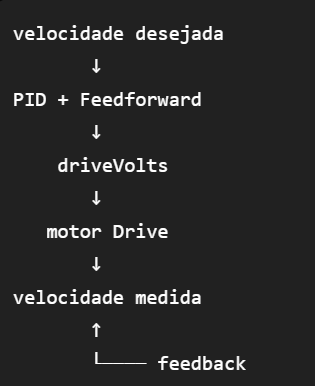 velocidade desejada
↓
PID + Feedforward
↓
driveVolts
↓
motor Drive
↓
velocidade medida
↑
└──── feedback